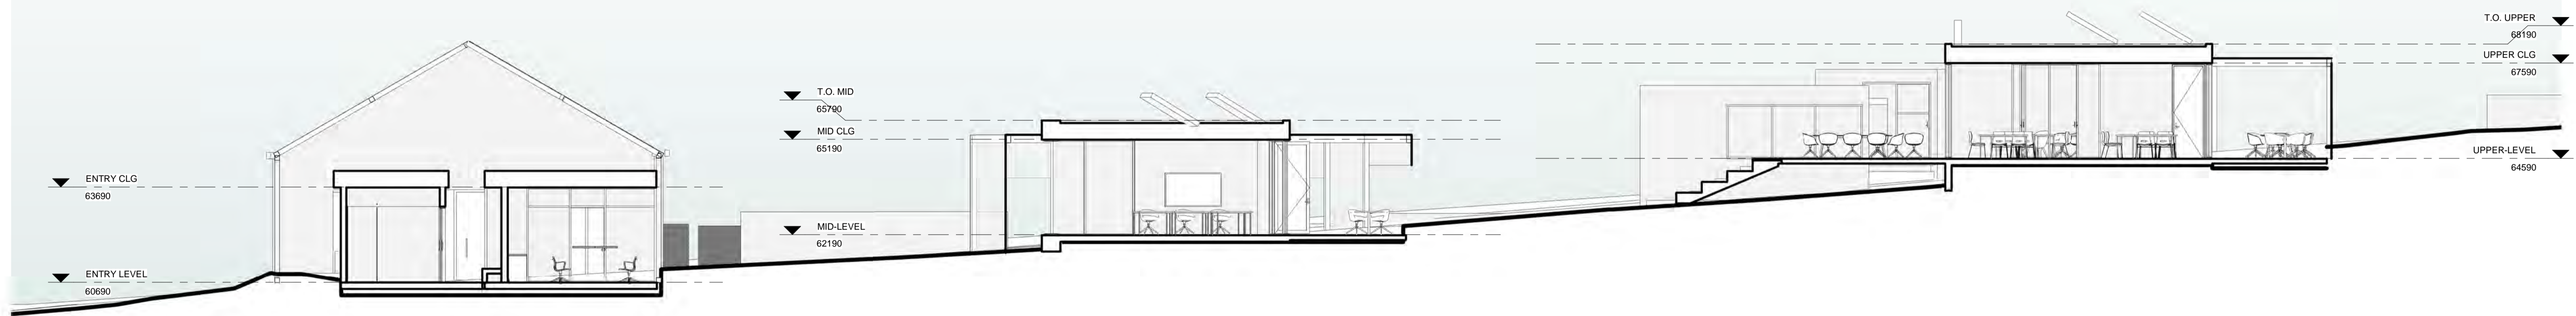 ENTRY CLG
63690
ENTRY LEVEL
60690
T.O. MID
65790
MID CLG
65190
MID-LEVEL
62190
T.O. UPPER
68190
UPPER CLG
67590
UPPER-LEVEL
64590